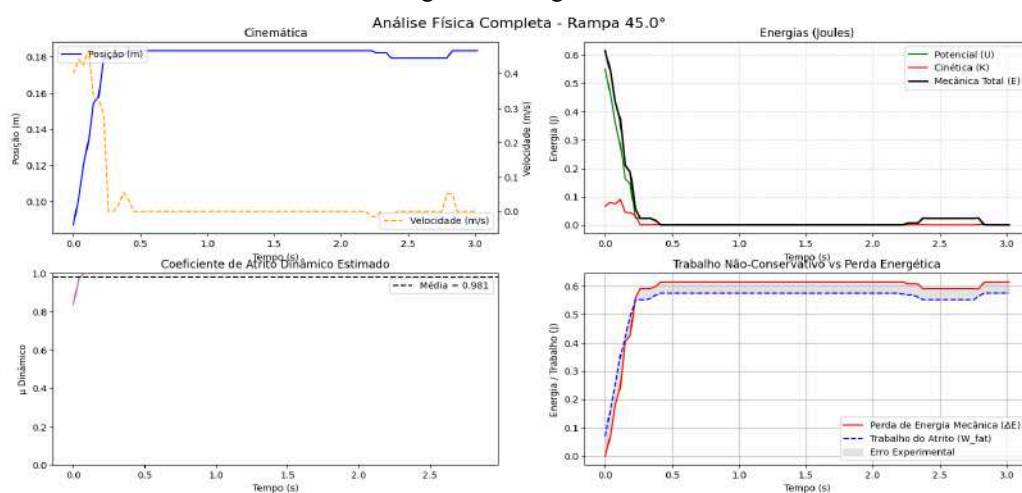 Análise Física Completa - Rampa 45.0°
Cinemática
Posição (m)
0.18
0.16
0.14
0.12
0.10
Posição (m)
0.4
0.3
0.2
0.1
0.0
Velocidade (m/s)
Velocidade (m/s)
0.0 0.5 1.0 1.5 2.0 2.5 3.0
Tempo (s)
Energias (Joules)
Potencial (U)
Cinética (K)
Mecânica Total (E)
0.6
0.5
0.4
0.3
0.2
0.1
0.0
Energia (J)
0.0 0.5 1.0 1.5 2.0 2.5 3.0
Tempo (s)
Coeficiente de Atrito Dinâmico Estimado
Média = 0.981
1.0
0.8
0.6
0.4
0.2
0.0
μ Dinâmico
0.0 0.5 1.0 1.5 2.0 2.5
Tempo (s)
Trabalho Não-Conservativo vs Perda Energética
0.6
0.5
0.4
0.3
0.2
0.1
0.0
Energia / Trabalho (J)
Perda de Energia Mecânica (ΔE)
Trabalho do Atrito (W_fat)
Erro Experimental
0.0 0.5 1.0 1.5 2.0 2.5 3.0
Tempo (s)